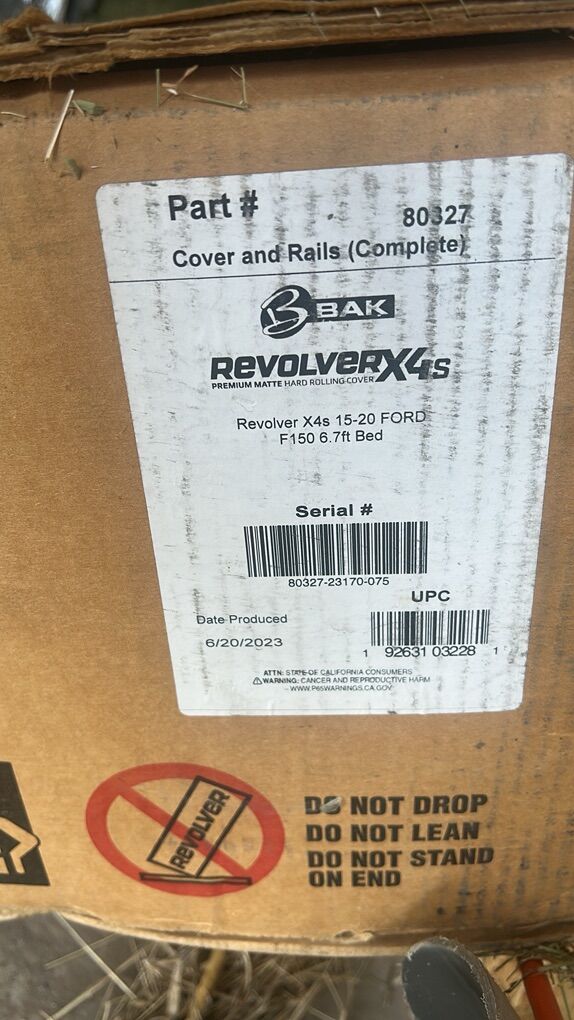 Part # 80327
Cover and Rails (Complete)
B BAK
REVOLVER X4s
PREMIUM MATTE HARD ROLLING COVER
Revolver X4s 15-20 FORD
F150 6.7ft Bed
Serial #
80327-23170-075
UPC
Date Produced
6/20/2023
1 92631 03228 1
ATTN: STATE OF CALIFORNIA CONSUMERS
WARNING: CANCER AND REPRODUCTIVE HARM
WWW.P65WARNINGS.CA.GOV
REVOLVER
DO NOT DROP
DO NOT LEAN
DO NOT STAND
ON END